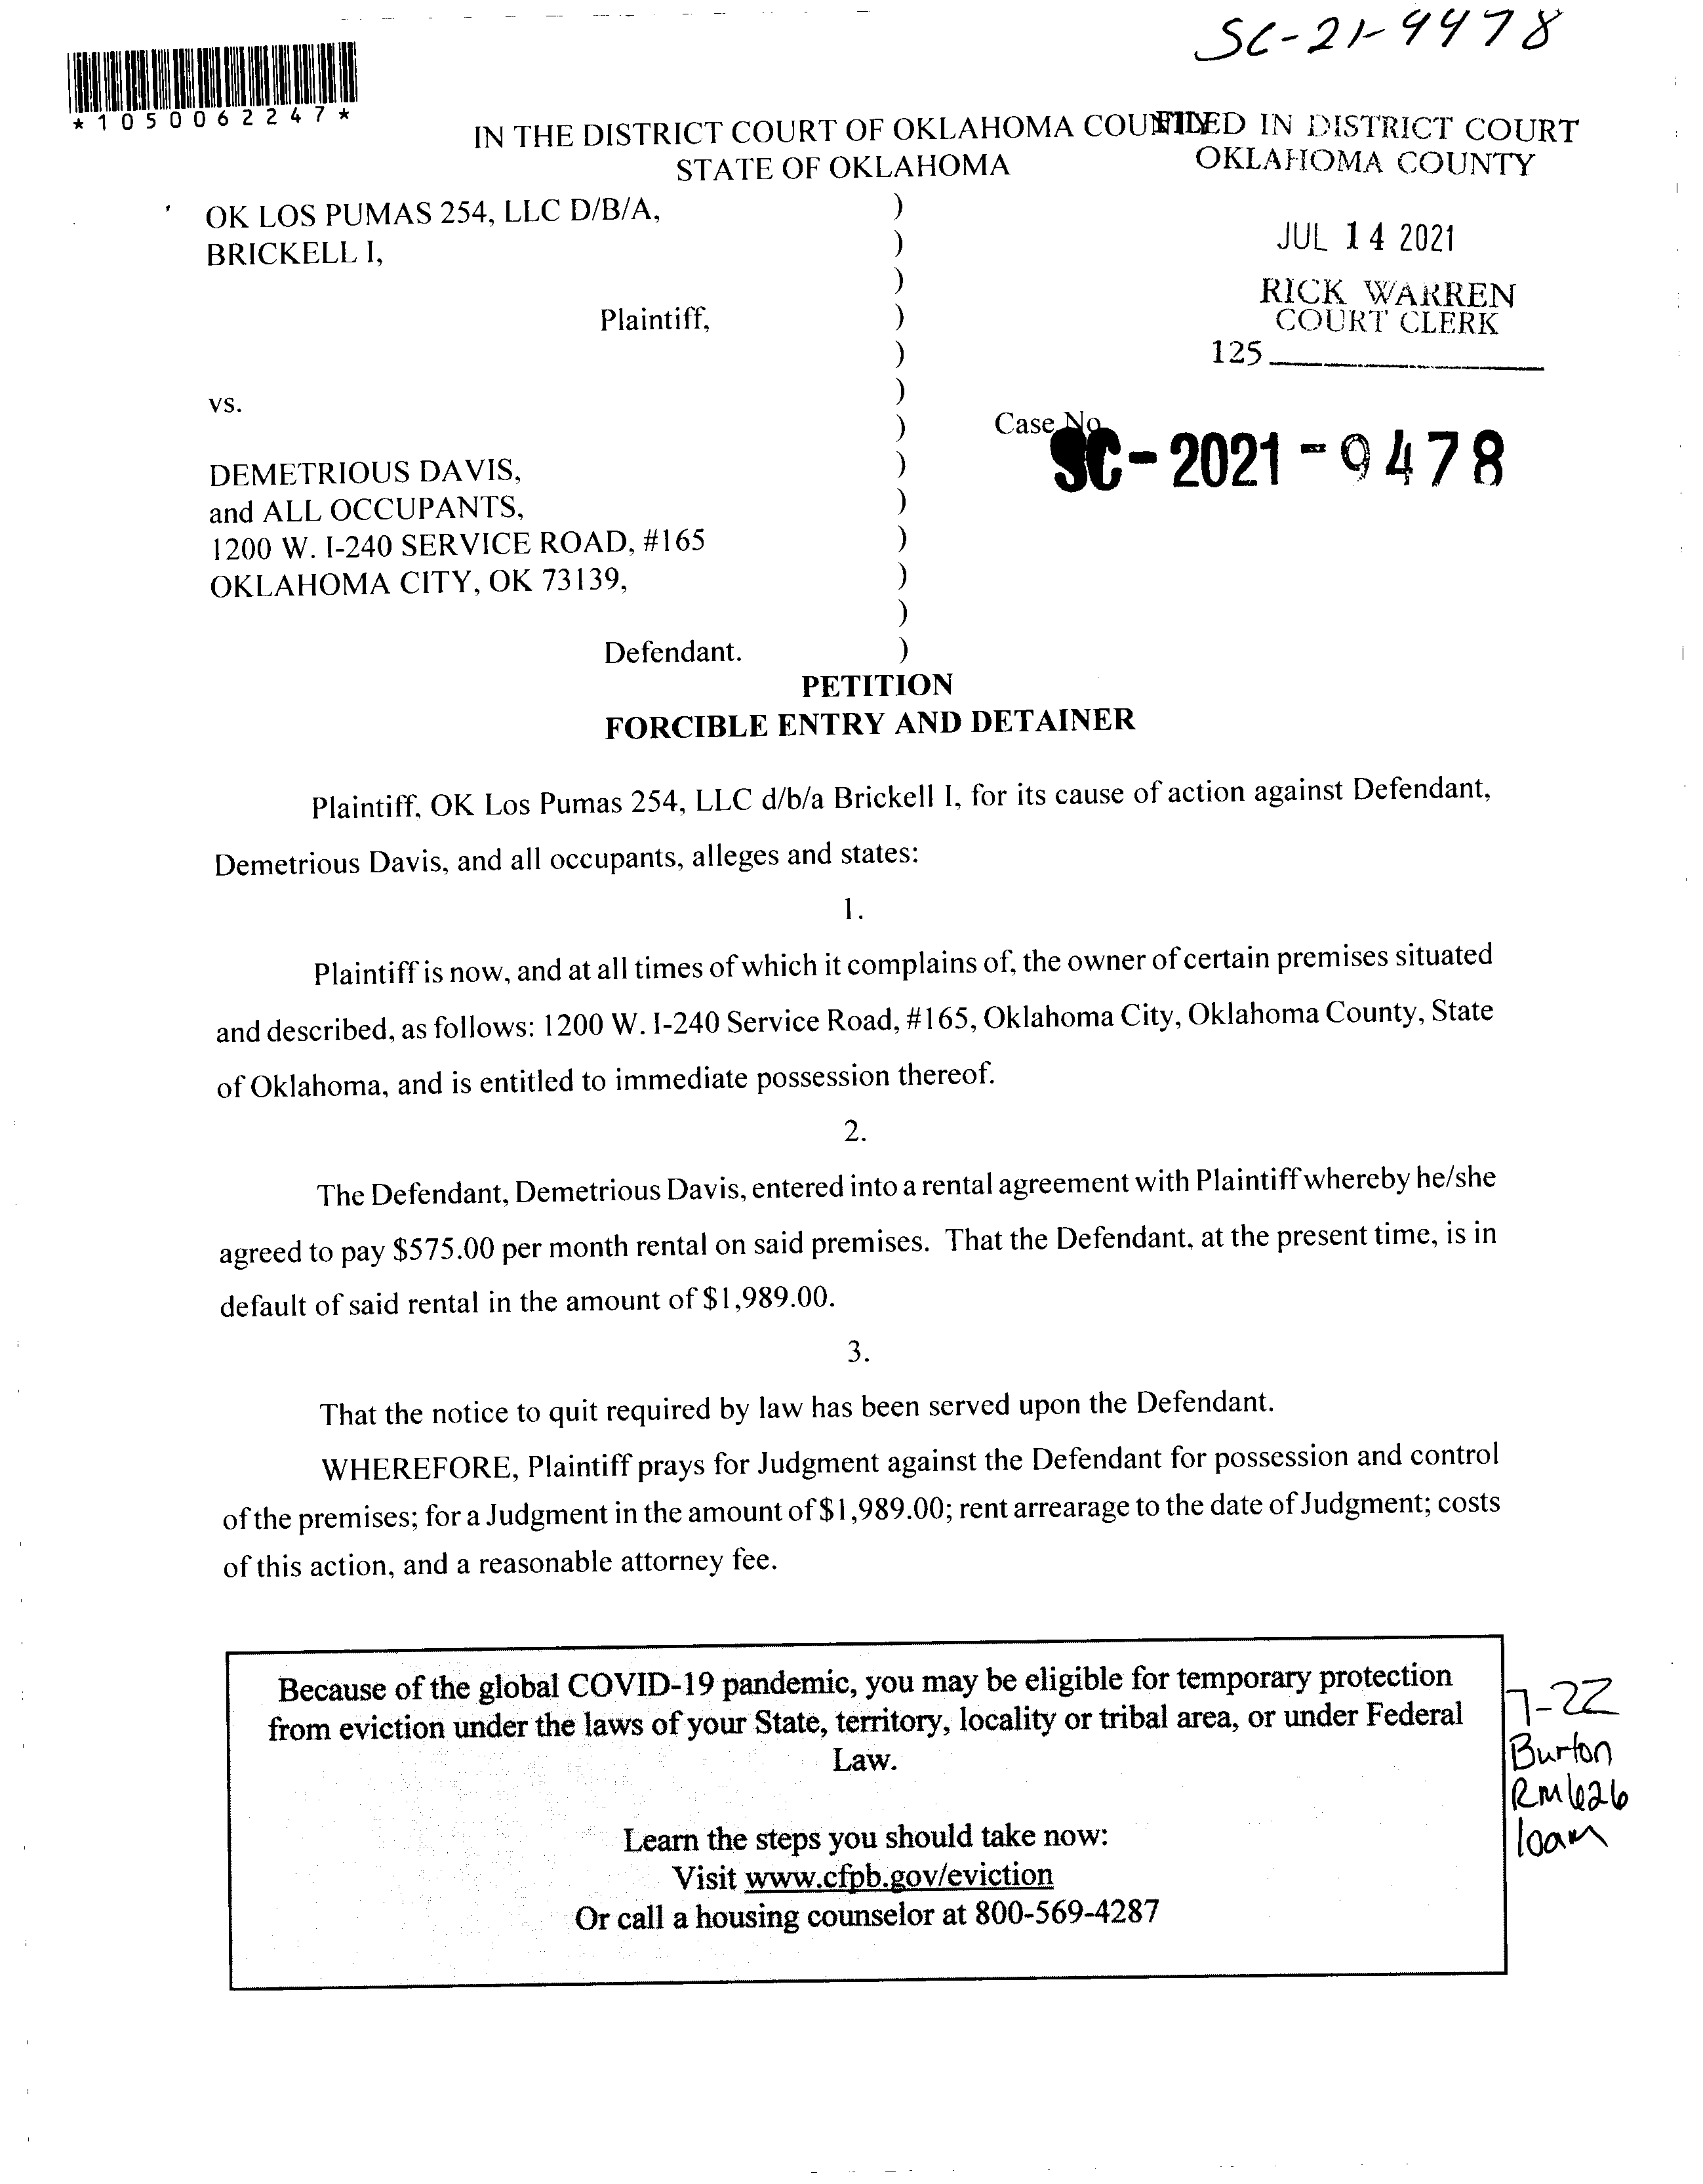 SC-21-9478
*1050062247*
IN THE DISTRICT COURT OF OKLAHOMA COUNTY
STATE OF OKLAHOMA
FILED IN DISTRICT COURT
OKLAHOMA COUNTY
JUL 14 2021
RICK WARREN
COURT CLERK
125
OK LOS PUMAS 254, LLC D/B/A, )
BRICKELL I, )
)
Plaintiff, )
)
)
vs. )
Case No.
SC-2021-9478
DEMETRIOUS DAVIS, )
and ALL OCCUPANTS, )
1200 W. I-240 SERVICE ROAD, #165 )
OKLAHOMA CITY, OK 73139, )
)
Defendant. )
PETITION
FORCIBLE ENTRY AND DETAINER
Plaintiff, OK Los Pumas 254, LLC d/b/a Brickell I, for its cause of action against Defendant,
Demetrious Davis, and all occupants, alleges and states:
1.
Plaintiff is now, and at all times of which it complains of, the owner of certain premises situated
and described, as follows: 1200 W. I-240 Service Road, #165, Oklahoma City, Oklahoma County, State
of Oklahoma, and is entitled to immediate possession thereof.
2.
The Defendant, Demetrious Davis, entered into a rental agreement with Plaintiff whereby he/she
agreed to pay $575.00 per month rental on said premises. That the Defendant, at the present time, is in
default of said rental in the amount of $1,989.00.
3.
That the notice to quit required by law has been served upon the Defendant.
WHEREFORE, Plaintiff prays for Judgment against the Defendant for possession and control
of the premises; for a Judgment in the amount of $1,989.00; rent arrearage to the date of Judgment; costs
of this action, and a reasonable attorney fee.
Because of the global COVID-19 pandemic, you may be eligible for temporary protection
from eviction under the laws of your State, territory, locality or tribal area, or under Federal
Law.
Learn the steps you should take now:
Visit www.cfpb.gov/eviction
Or call a housing counselor at 800-569-4287
7-22
Burton
RM 626
10am